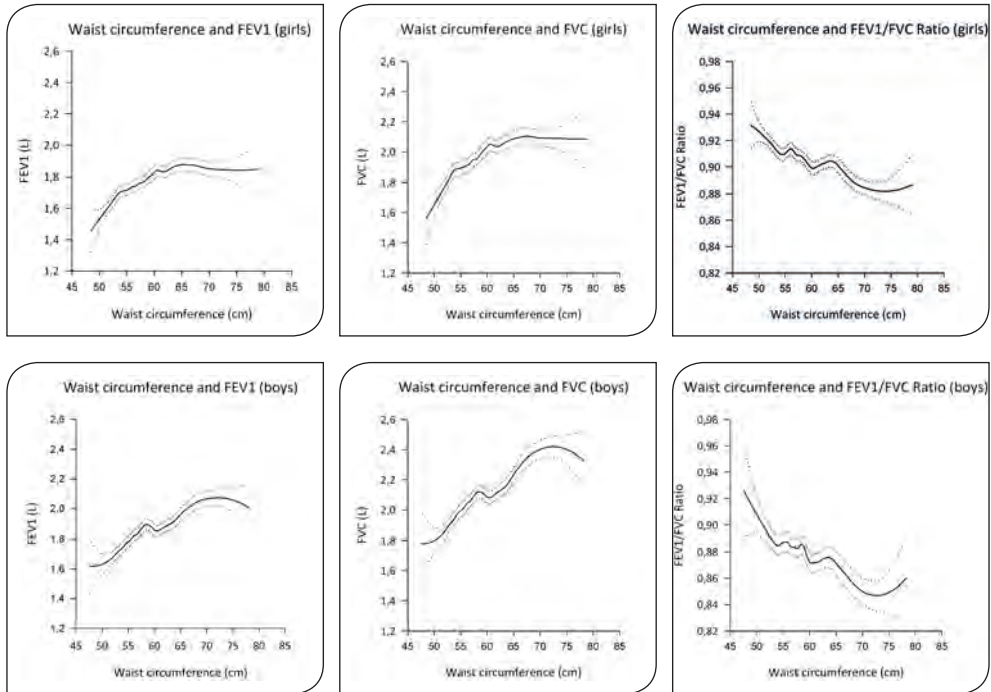 Waist circumference and FEV1 (girls)
2,6
2,4
2,2
2,0
1,8
1,6
1,4
1,2
FEV1 (L)
45 50 55 60 65 70 75 80 85
Waist circumference (cm)
Waist circumference and FVC (girls)
2,6
2,4
2,2
2,0
1,8
1,6
1,4
1,2
FVC (L)
45 50 55 60 65 70 75 80 85
Waist circumference (cm)
Waist circumference and FEV1/FVC Ratio (girls)
0,98
0,96
0,94
0,92
0,90
0,88
0,86
0,84
0,82
FEV1/FVC Ratio
45 50 55 60 65 70 75 80 85
Waist circumference (cm)
Waist circumference and FEV1 (boys)
2,6
2,4
2,2
2,0
1,8
1,6
1,4
1,2
FEV1 (L)
45 50 55 60 65 70 75 80 85
Waist circumference (cm)
Waist circumference and FVC (boys)
2,6
2,4
2,2
2,0
1,8
1,6
1,4
1,2
FVC (L)
45 50 55 60 65 70 75 80 85
Waist circumference (cm)
Waist circumference and FEV1/FVC Ratio (boys)
0,98
0,96
0,94
0,92
0,90
0,88
0,86
0,84
0,82
FEV1/FVC Ratio
45 50 55 60 65 70 75 80 85
Waist circumference (cm)